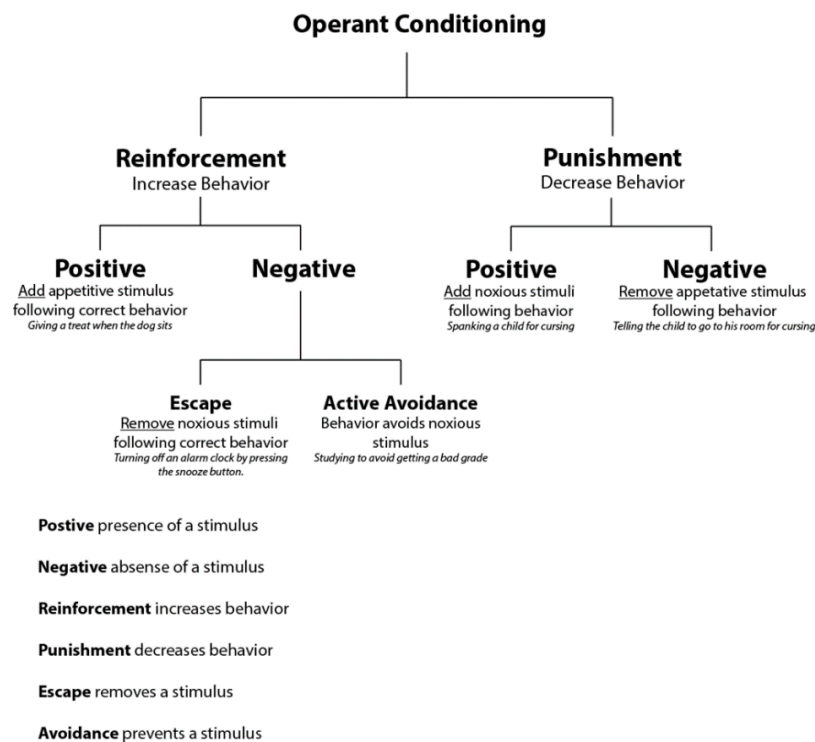 Operant Conditioning
Reinforcement
Increase Behavior
Punishment
Decrease Behavior
Positive
Add appetitive stimulus
following correct behavior
Giving a treat when the dog sits
Negative
Positive
Add noxious stimuli
following behavior
Spanking a child for cursing
Negative
Remove appetative stimulus
following behavior
Telling the child to go to his room for cursing
Escape
Remove noxious stimuli
following correct behavior
Turning off an alarm clock by pressing
the snooze button.
Active Avoidance
Behavior avoids noxious
stimulus
Studying to avoid getting a bad grade
Postive presence of a stimulus
Negative absence of a stimulus
Reinforcement increases behavior
Punishment decreases behavior
Escape removes a stimulus
Avoidance prevents a stimulus